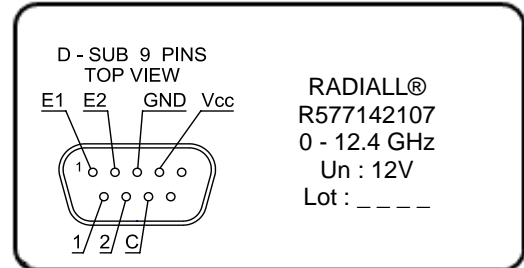 D - SUB 9 PINS
TOP VIEW
E1 E2 GND Vcc
1
1 2 C
RADIALL®
R577142107
0 - 12.4 GHz
Un : 12V
Lot : _ _ _ _